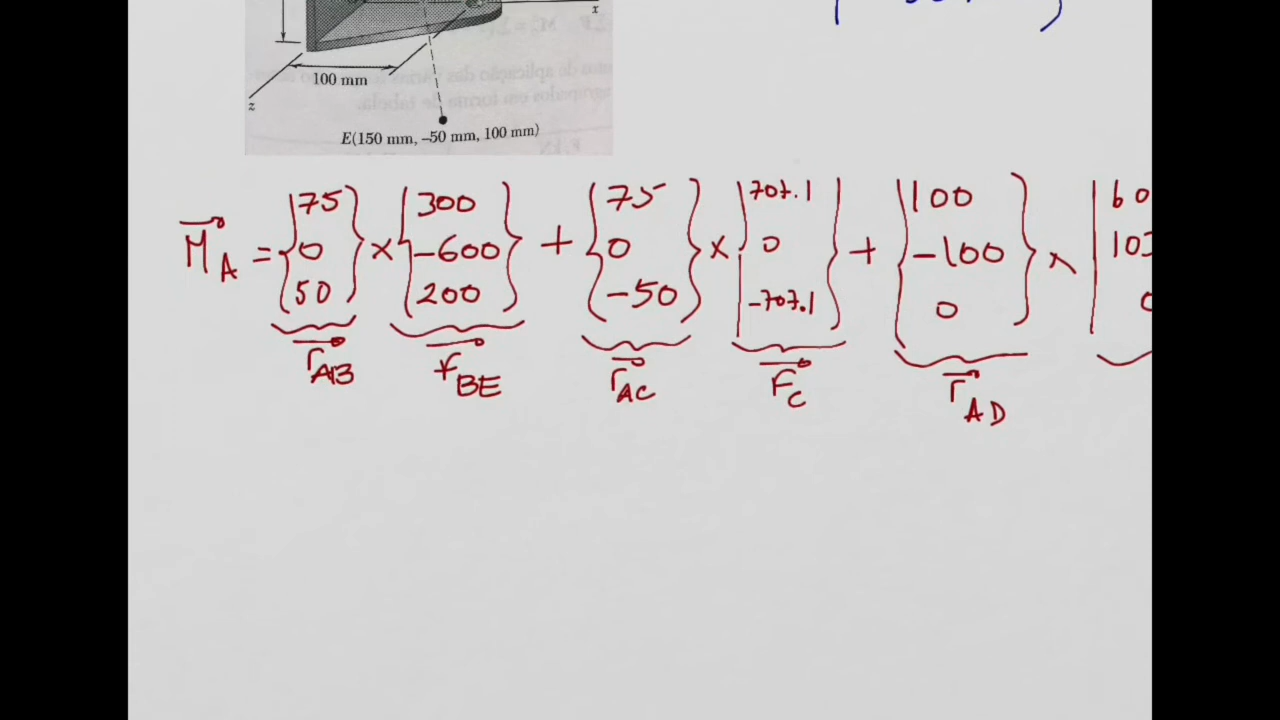 x
100 mm
z
E(150 mm, –50 mm, 100 mm)
M_A = {75 0 50} × {300 -600 200} + {75 0 -50} × {707.1 0 -707.1} + {100 -100 0} ×
r_AB F_BE r_AC F_C r_AD